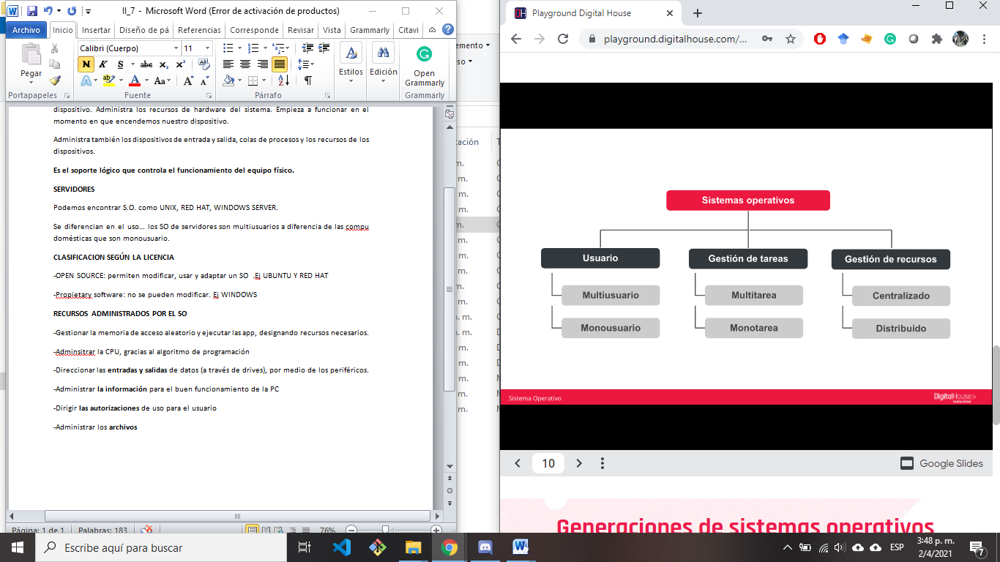 II_7 - Microsoft Word (Error de activación de productos)
Archivo Inicio Insertar Diseño de pá Referencias Corresponde Revisar Vista Grammarly Citavi
Calibri (Cuerpo) 11
Pegar
N K S abc x₂ x²
A ab A Aa A A
Estilos Edición Open Grammarly
Portapapeles Fuente Párrafo Grammarly
dispositivo. Administra los recursos de hardware del sistema. Empieza a funcionar en el
momento en que encendemos nuestro dispositivo.
Administra también los dispositivos de entrada y salida, colas de procesos y los recursos de los
dispositivos.
Es el soporte lógico que controla el funcionamiento del equipo físico.
SERVIDORES
Podemos encontrar S.O. como UNIX, RED HAT, WINDOWS SERVER.
Se diferencian en el uso... los SO de servidores son multiusuarios a diferencia de las compu
domésticas que son monousuario.
CLASIFICACION SEGÚN LA LICENCIA
-OPEN SOURCE: permiten modificar, usar y adaptar un SO .Ej UBUNTU Y RED HAT
-Propietary software: no se pueden modificar. Ej WINDOWS
RECURSOS ADMINISTRADOS POR EL SO
-Gestionar la memoria de acceso aleatorio y ejecutar las app, designando recursos necesarios.
-Adminsitrar la CPU, gracias al algoritmo de programación
-Direccionar las entradas y salidas de datos (a través de drives), por medio de los periféricos.
-Administrar la información para el buen funcionamiento de la PC
-Dirigir las autorizaciones de uso para el usuario
-Administrar los archivos
Página: 1 de 1 Palabras: 183 76%
Playground Digital House
playground.digitalhouse.com/...
Sistemas operativos
Usuario Gestión de tareas Gestión de recursos
Multiusuario Multitarea Centralizado
Monousuario Monotarea Distribuido
Sistema Operativo DigitalHouse>
10 Google Slides
Generaciones de sistemas operativos
Escribe aquí para buscar
ESP
3:48 p. m.
2/4/2021
7